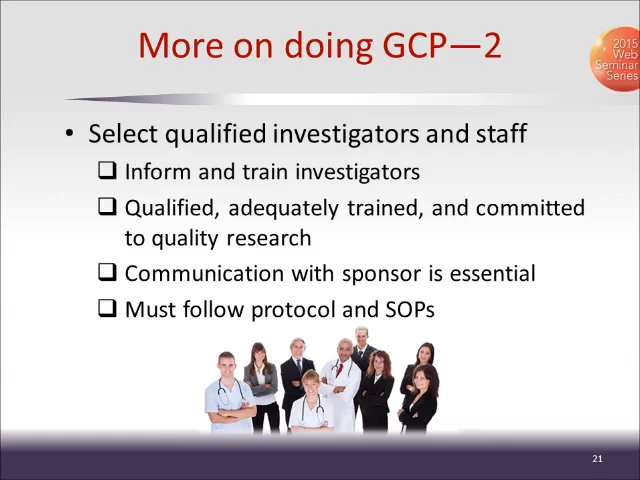 More on doing GCP—2
2015
Web
Seminar
Series
• Select qualified investigators and staff
❑ Inform and train investigators
❑ Qualified, adequately trained, and committed
to quality research
❑ Communication with sponsor is essential
❑ Must follow protocol and SOPs
21